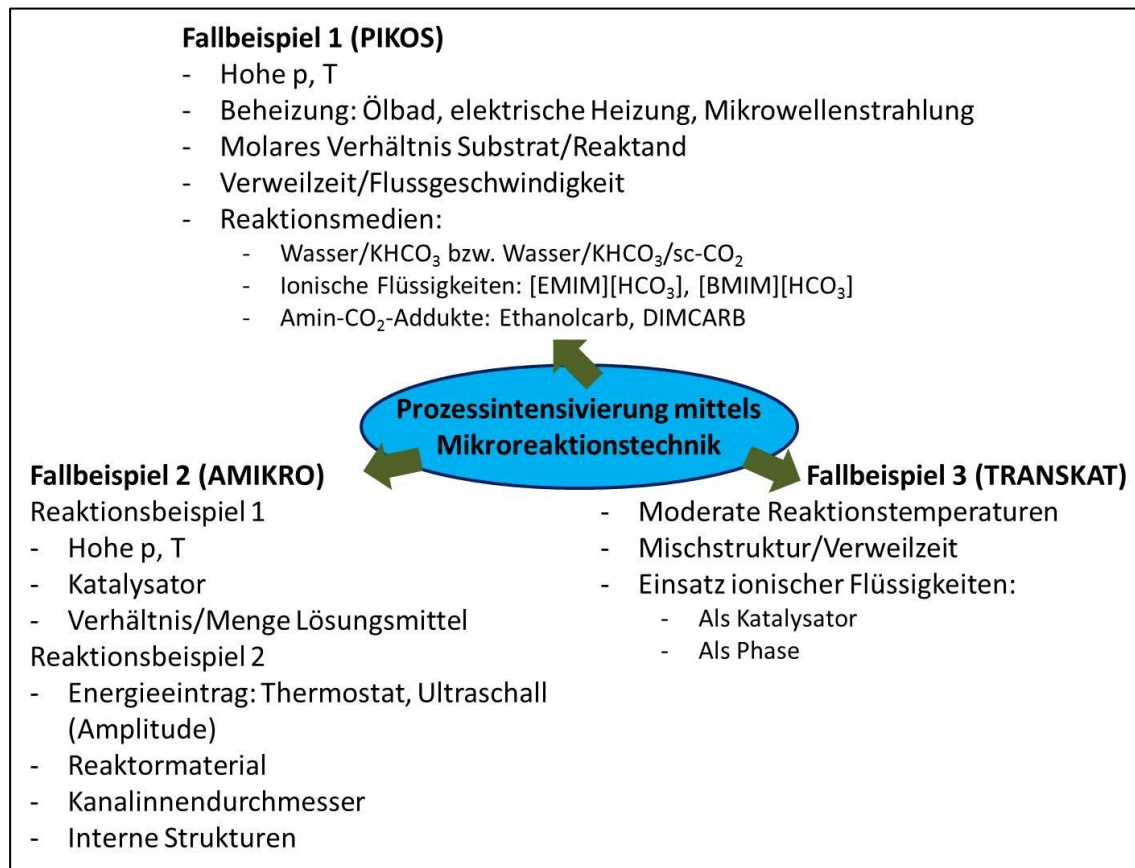 Fallbeispiel 1 (PIKOS)
- Hohe p, T
- Beheizung: Ölbad, elektrische Heizung, Mikrowellenstrahlung
- Molares Verhältnis Substrat/Reaktand
- Verweilzeit/Flussgeschwindigkeit
- Reaktionsmedien:
- Wasser/KHCO₃ bzw. Wasser/KHCO₃/sc-CO₂
- Ionische Flüssigkeiten: [EMIM][HCO₃], [BMIM][HCO₃]
- Amin-CO₂-Addukte: Ethanolcarb, DIMCARB
Prozessintensivierung mittels
Mikroreaktionstechnik
Fallbeispiel 2 (AMIKRO)
Reaktionsbeispiel 1
- Hohe p, T
- Katalysator
- Verhältnis/Menge Lösungsmittel
Reaktionsbeispiel 2
- Energieeintrag: Thermostat, Ultraschall
(Amplitude)
- Reaktormaterial
- Kanalinnendurchmesser
- Interne Strukturen
Fallbeispiel 3 (TRANSKAT)
- Moderate Reaktionstemperaturen
- Mischstruktur/Verweilzeit
- Einsatz ionischer Flüssigkeiten:
- Als Katalysator
- Als Phase